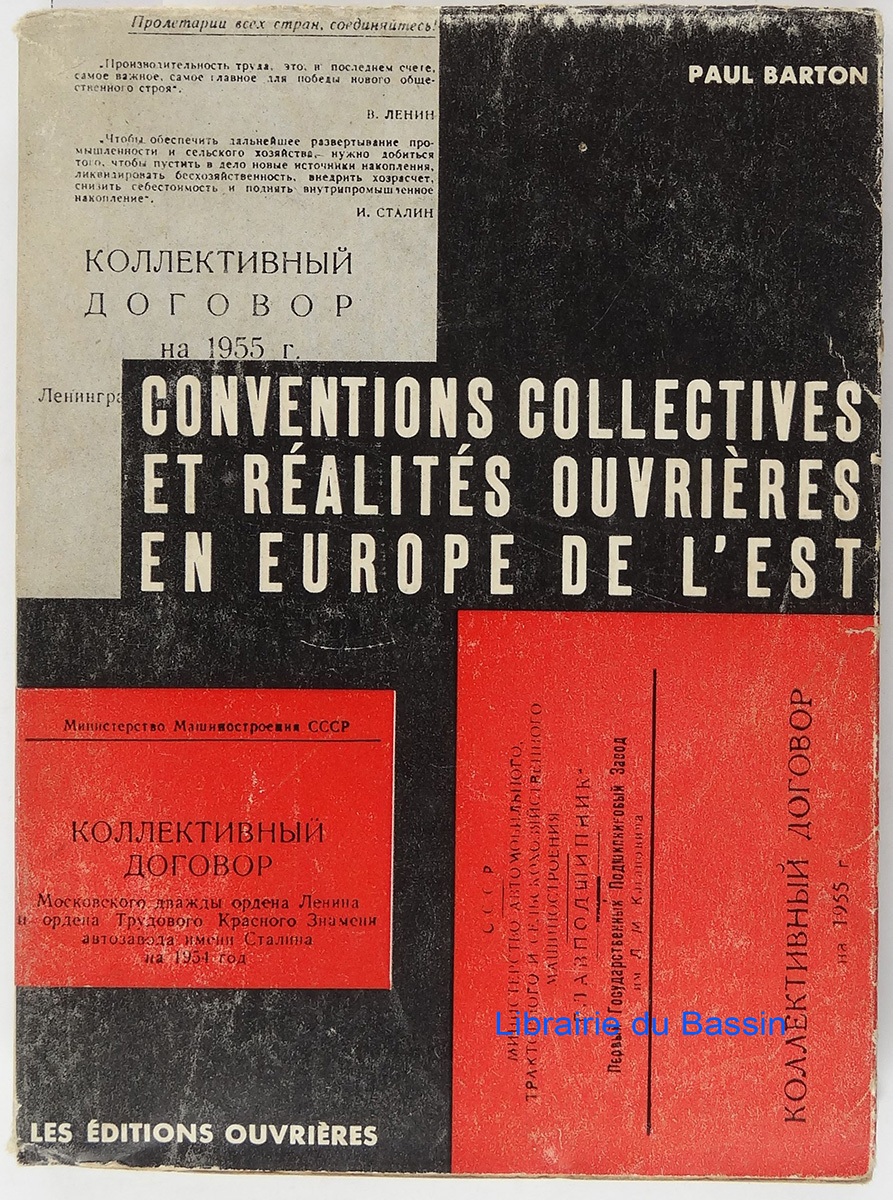 Пролетарии всех стран, соединяйтесь!
„Производительность труда, это, в последнем счете,
самое важное, самое главное для победы нового обще-
ственного строя“.
В. ЛЕНИН
„Чтобы обеспечить дальнейшее развертывание про-
мышленности и сельского хозяйства,— нужно добиться
того, чтобы пустить в дело новые источники накопления,
ликвидировать бесхозяйственность, внедрить хозрасчет,
снизить себестоимость и поднять внутрипромышленное
накопление“.
И. СТАЛИН
КОЛЛЕКТИВНЫЙ
ДОГОВОР
на 1955 г.
Ленингра
PAUL BARTON
CONVENTIONS COLLECTIVES
ET RÉALITÉS OUVRIÈRES
EN EUROPE DE L'EST
Министерство Машиностроения СССР
КОЛЛЕКТИВНЫЙ
ДОГОВОР
Московского дважды ордена Ленина
и ордена Трудового Красного Знамени
автозавода имени Сталина
на 1954 год
СССР
МИНИСТЕРСТВО АВТОМОБИЛЬНОГО,
ТРАКТОРНОГО И СЕЛЬСКОХОЗЯЙСТВЕННОГО
МАШИНОСТРОЕНИЯ
ГЛАВПОДШИПНИК
Первый Государственный Подшипниковый Завод
им Л. М. Кагановича
КОЛЛЕКТИВНЫЙ ДОГОВОР
на 1955 г
Librairie du Bassin
LES ÉDITIONS OUVRIÈRES